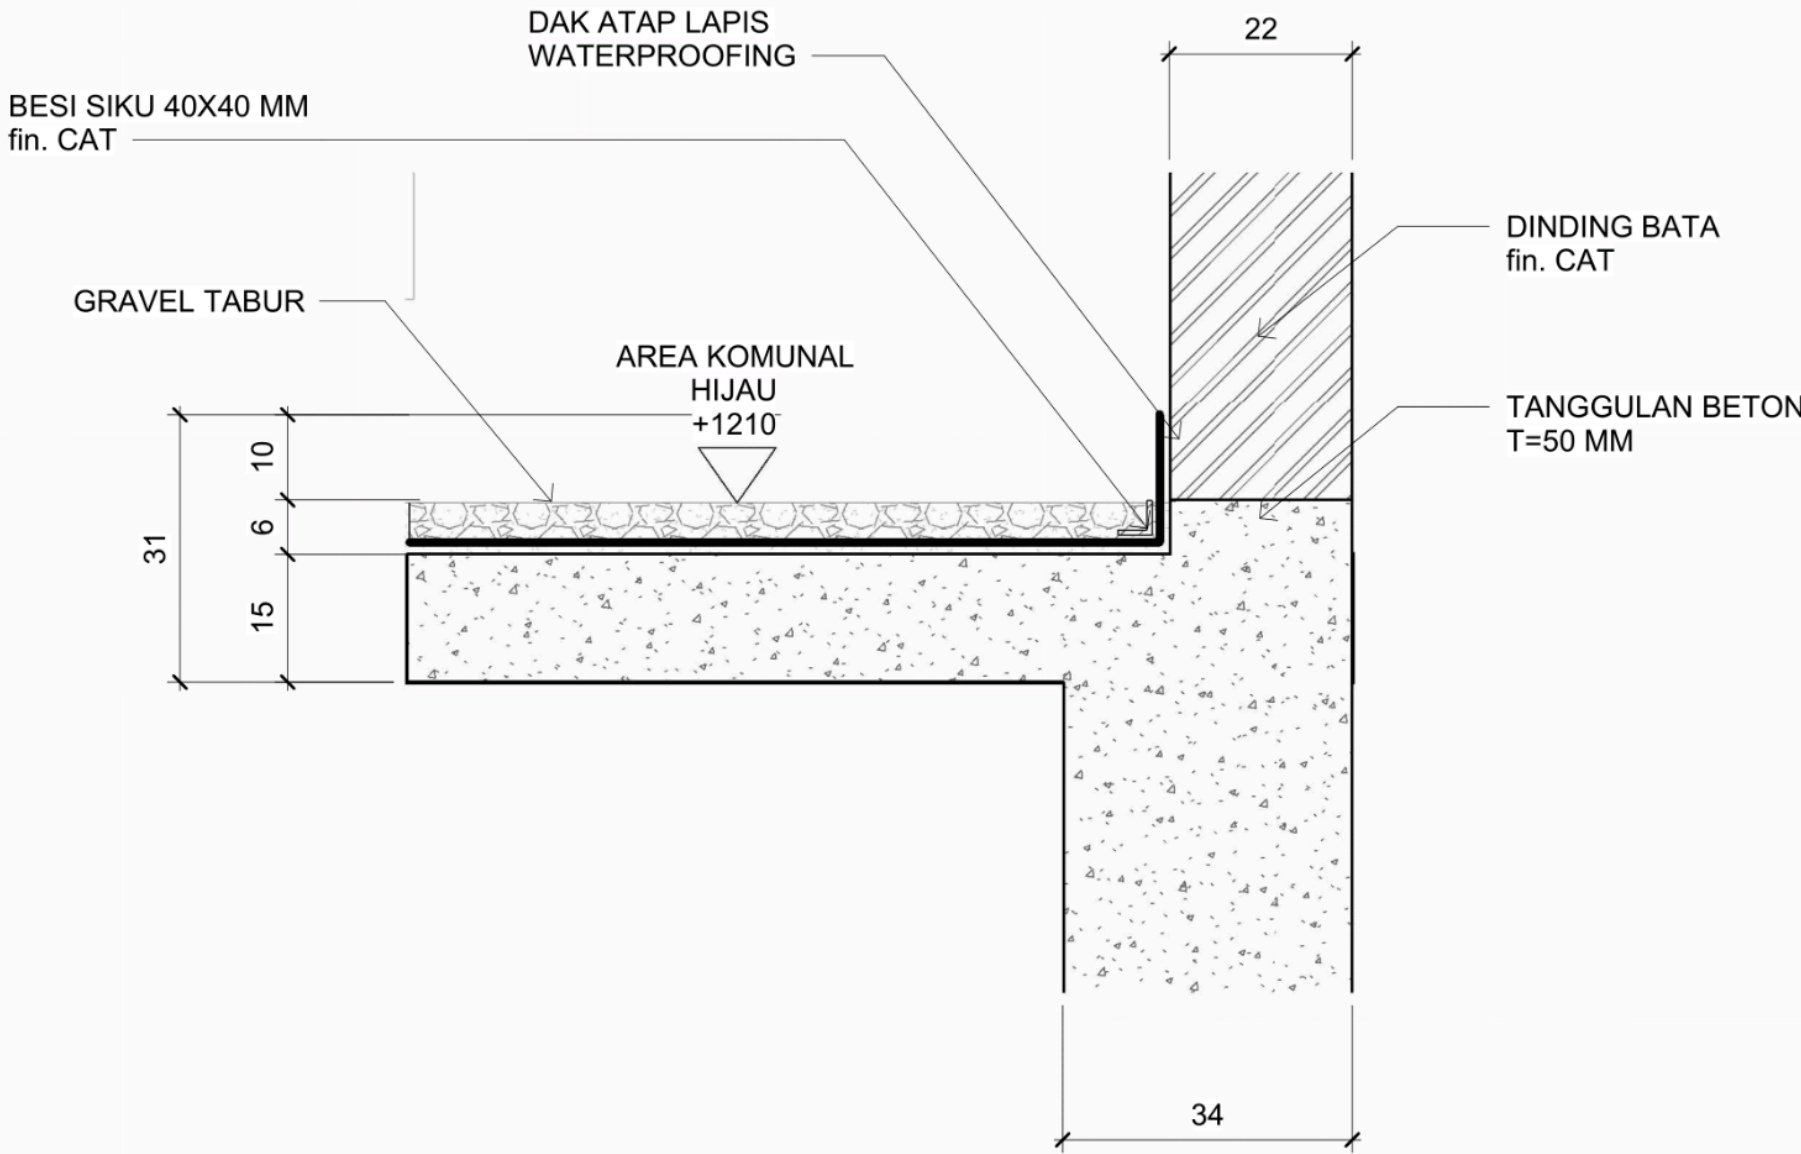 DAK ATAP LAPIS
WATERPROOFING
22
BESI SIKU 40X40 MM
fin. CAT
DINDING BATA
fin. CAT
GRAVEL TABUR
AREA KOMUNAL
HIJAU
+1210
TANGGULAN BETON
T=50 MM
10
6
31
15
34